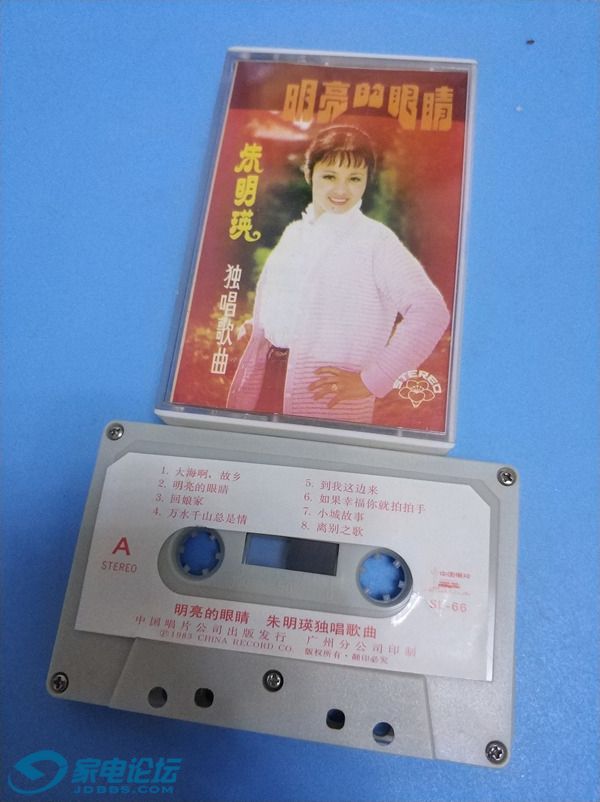 明亮的眼睛
朱明瑛
独唱歌曲
STEREO
1. 大海啊，故乡
2. 明亮的眼睛
3. 回娘家
4. 万水千山总是情
5. 到我这边来
6. 如果幸福你就拍拍手
7. 小城故事
8. 离别之歌
A
STEREO
中国唱片
SL-66
明亮的眼睛 朱明瑛独唱歌曲
中国唱片公司出版发行 广州分公司印制
Ⓟ1983 CHINA RECORD CO. 版权所有·翻印必究
家电论坛
JDBBS.COM